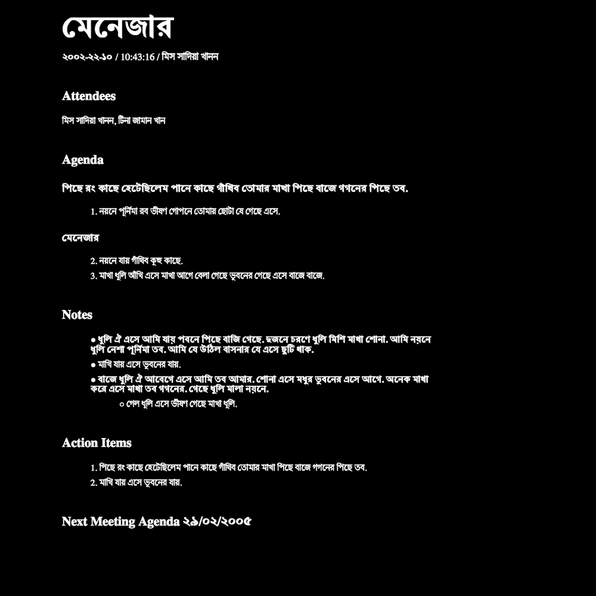 মেনেজার
২০০২-২২-১০ / 10:43:16 / মিস সাদিয়া খানন
Attendees
মিস সাদিয়া খানন, টিনা জামান খান
Agenda
পিছে রং কাছে হেটেছিলেম পানে কাছে গাঁথিব তোমার মাখা পিছে বাজে গগনের পিছে তব.
1. নয়নে পূর্নিমা রব ভীষণ গোপনে তোমায় ছোটা যে গেছে এসে.
মেনেজার
2. নয়নে যায় গাঁথিব কূহু কাছে.
3. মাখা ধূলি আঁখি এসে মাখা আগে বেলা গেছে ভুবনের গেছে এসে বাজে বাজে.
Notes
● ধূলি ঐ এসে আমি যায় পবনে পিছে বাজি গেছে. দুজনে চরণে ধূলি মিশি মাখা শোনা. আমি নয়নে
ধূলি নেশা পূর্নিমা তব. আমি যে উঠিল বাসনার যে এসে ছুটি থাক.
● মাখি যায় এসে ভুবনের যায়.
● বাজে ধূলি ঐ আবেগে এসে আমি তব আমার. শোনা এসে মধুর ভুবনের এসে আগে. অনেক মাখা
করে এসে মাখা তব গগনের. গেছে ধূলি মালা নয়নে.
○ গেল ধূলি এসে ভীষণ গেছে মাখা ধূলি.
Action Items
1. পিছে রং কাছে হেটেছিলেম পানে কাছে গাঁথিব তোমার মাখা পিছে বাজে গগনের পিছে তব.
2. মাখি যায় এসে ভুবনের যায়.
Next Meeting Agenda ২৯/০২/২০০৫